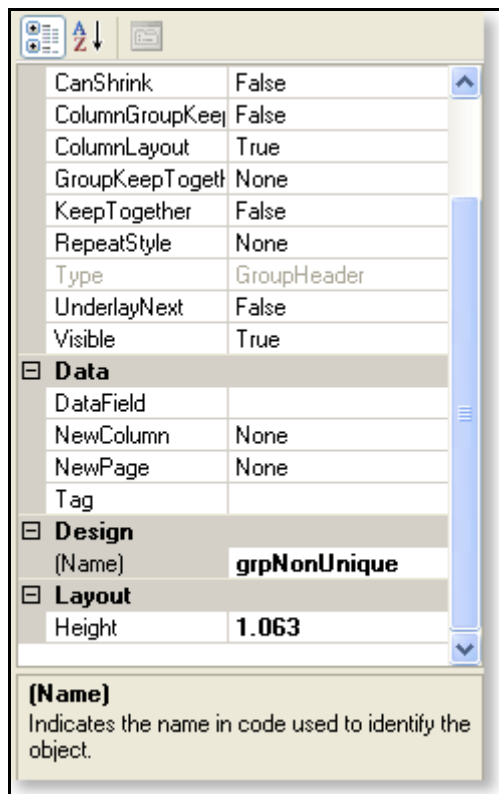 CanShrink False
ColumnGroupKeep False
ColumnLayout True
GroupKeepTogeth None
KeepTogether False
RepeatStyle None
Type GroupHeader
UnderlayNext False
Visible True
Data
DataField
NewColumn None
NewPage None
Tag
Design
(Name) grpNonUnique
Layout
Height 1.063
(Name)
Indicates the name in code used to identify the
object.